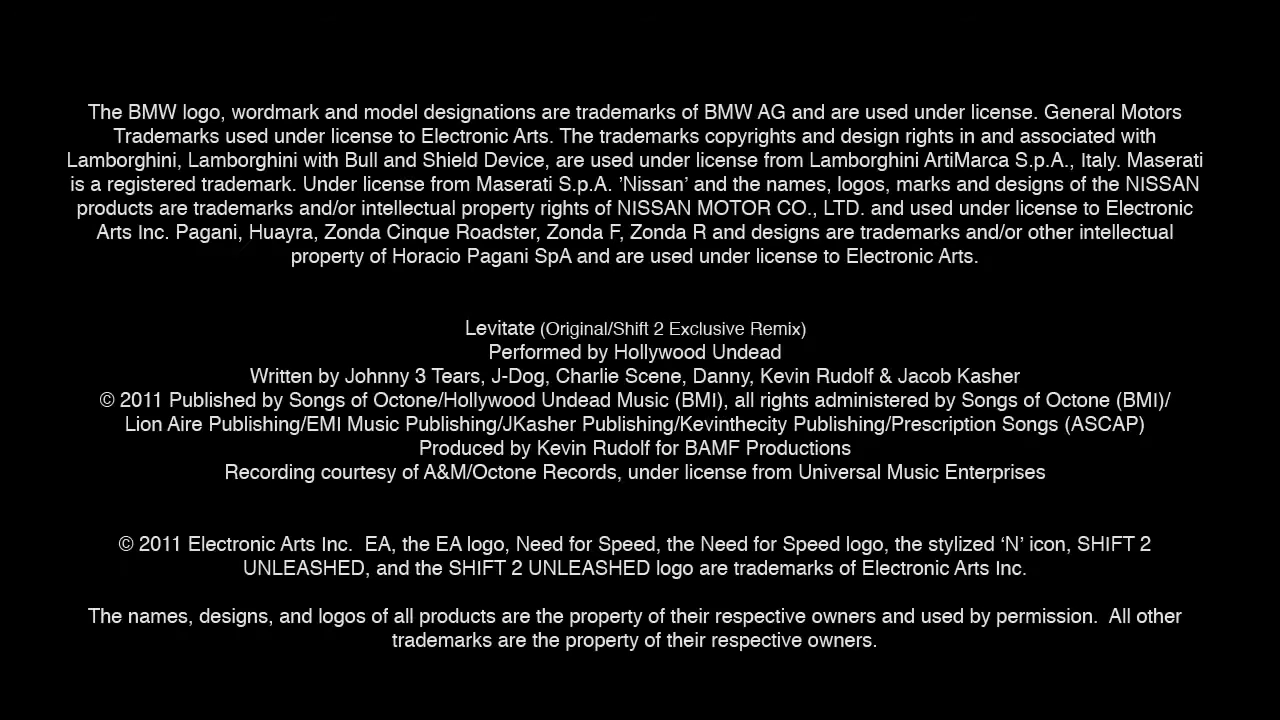 The BMW logo, wordmark and model designations are trademarks of BMW AG and are used under license. General Motors
Trademarks used under license to Electronic Arts. The trademarks copyrights and design rights in and associated with
Lamborghini, Lamborghini with Bull and Shield Device, are used under license from Lamborghini ArtiMarca S.p.A., Italy. Maserati
is a registered trademark. Under license from Maserati S.p.A. ’Nissan’ and the names, logos, marks and designs of the NISSAN
products are trademarks and/or intellectual property rights of NISSAN MOTOR CO., LTD. and used under license to Electronic
Arts Inc. Pagani, Huayra, Zonda Cinque Roadster, Zonda F, Zonda R and designs are trademarks and/or other intellectual
property of Horacio Pagani SpA and are used under license to Electronic Arts.
Levitate (Original/Shift 2 Exclusive Remix)
Performed by Hollywood Undead
Written by Johnny 3 Tears, J-Dog, Charlie Scene, Danny, Kevin Rudolf & Jacob Kasher
© 2011 Published by Songs of Octone/Hollywood Undead Music (BMI), all rights administered by Songs of Octone (BMI)/
Lion Aire Publishing/EMI Music Publishing/JKasher Publishing/Kevinthecity Publishing/Prescription Songs (ASCAP)
Produced by Kevin Rudolf for BAMF Productions
Recording courtesy of A&M/Octone Records, under license from Universal Music Enterprises
© 2011 Electronic Arts Inc.  EA, the EA logo, Need for Speed, the Need for Speed logo, the stylized ‘N’ icon, SHIFT 2
UNLEASHED, and the SHIFT 2 UNLEASHED logo are trademarks of Electronic Arts Inc.
The names, designs, and logos of all products are the property of their respective owners and used by permission.  All other
trademarks are the property of their respective owners.